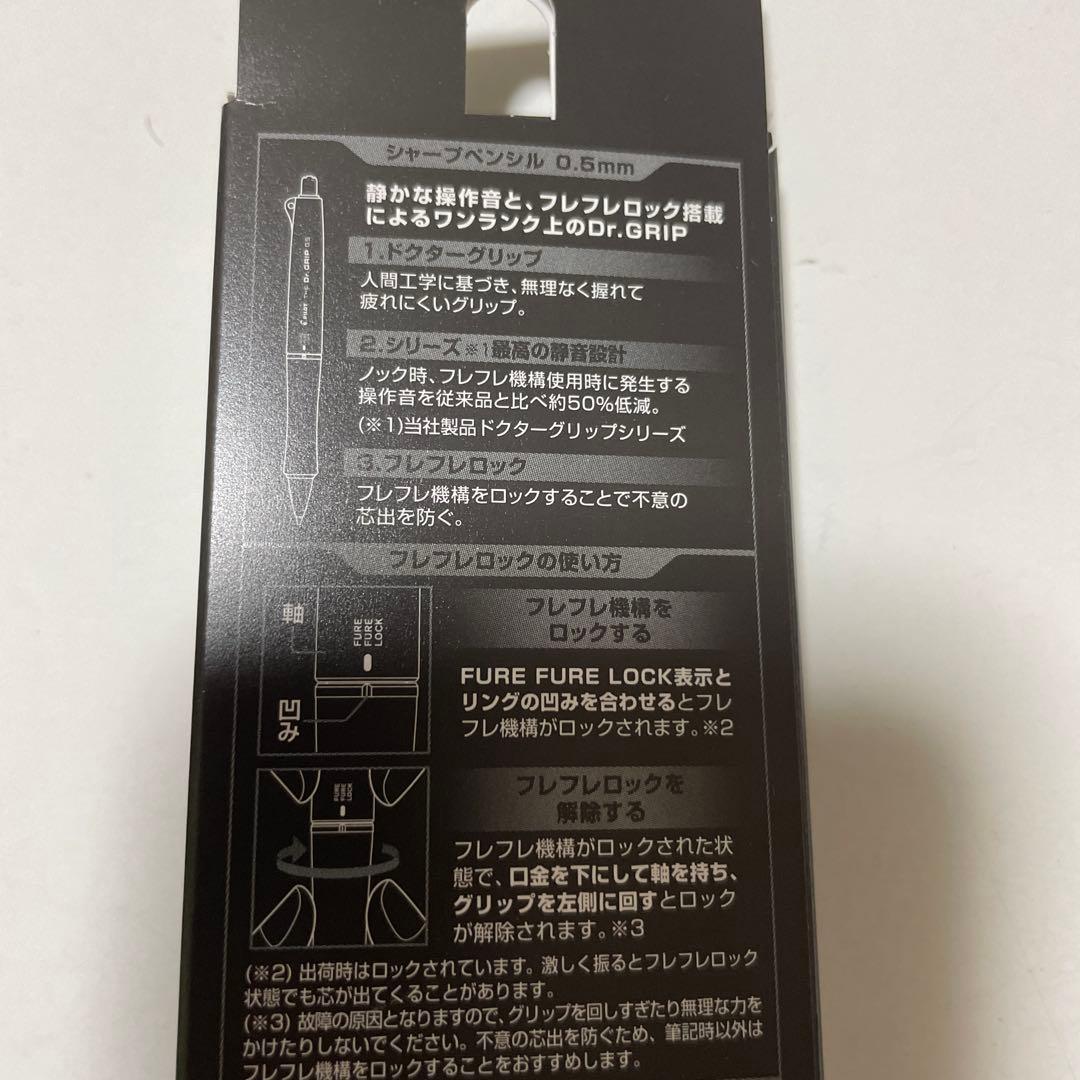 シャープペンシル 0.5mm
静かな操作音と、フレフレロック搭載
によるワンランク上のDr.GRIP
1.ドクターグリップ
人間工学に基づき、無理なく握れて
疲れにくいグリップ。
2.シリーズ※1最高の静音設計
ノック時、フレフレ機構使用時に発生する
操作音を従来品と比べ約50%低減。
(※1)当社製品ドクターグリップシリーズ
3.フレフレロック
フレフレ機構をロックすることで不意の
芯出を防ぐ。
フレフレロックの使い方
軸
FURE
FURE
LOCK
凹み
フレフレ機構を
ロックする
FURE FURE LOCK表示と
リングの凹みを合わせるとフレ
フレ機構がロックされます。※2
FURE
FURE
LOCK
フレフレロックを
解除する
フレフレ機構がロックされた状
態で、口金を下にして軸を持ち、
グリップを左側に回すとロック
が解除されます。※3
(※2) 出荷時はロックされています。激しく振るとフレフレロック
状態でも芯が出てくることがあります。
(※3) 故障の原因となりますので、グリップを回しすぎたり無理な力を
かけたりしないでください。不意の芯出を防ぐため、筆記時以外は
フレフレ機構をロックすることをおすすめします。